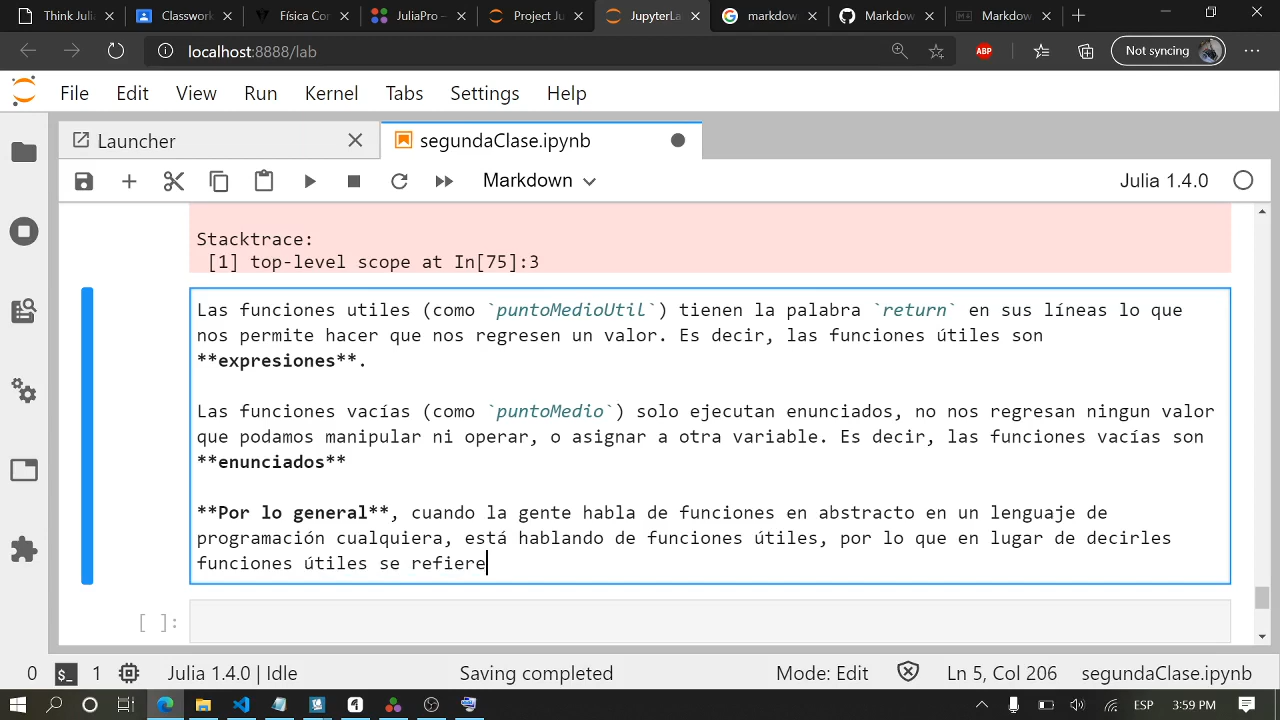 Think Julia
Classwork
Física Con
JuliaPro –
Project Ju
JupyterLa
markdow
Markdow
Markdow
localhost:8888/lab
ABP
Not syncing
File Edit View Run Kernel Tabs Settings Help
Launcher
segundaClase.ipynb
Markdown
Julia 1.4.0
Stacktrace:
[1] top-level scope at In[75]:3
Las funciones utiles (como `puntoMedioUtil`) tienen la palabra `return` en sus líneas lo que
nos permite hacer que nos regresen un valor. Es decir, las funciones útiles son
**expresiones**.
Las funciones vacías (como `puntoMedio`) solo ejecutan enunciados, no nos regresan ningun valor
que podamos manipular ni operar, o asignar a otra variable. Es decir, las funciones vacías son
**enunciados**
**Por lo general**, cuando la gente habla de funciones en abstracto en un lenguaje de
programación cualquiera, está hablando de funciones útiles, por lo que en lugar de decirles
funciones útiles se refiere
[ ]:
0
1
Julia 1.4.0 | Idle
Saving completed
Mode: Edit
Ln 5, Col 206
segundaClase.ipynb
ESP
3:59 PM